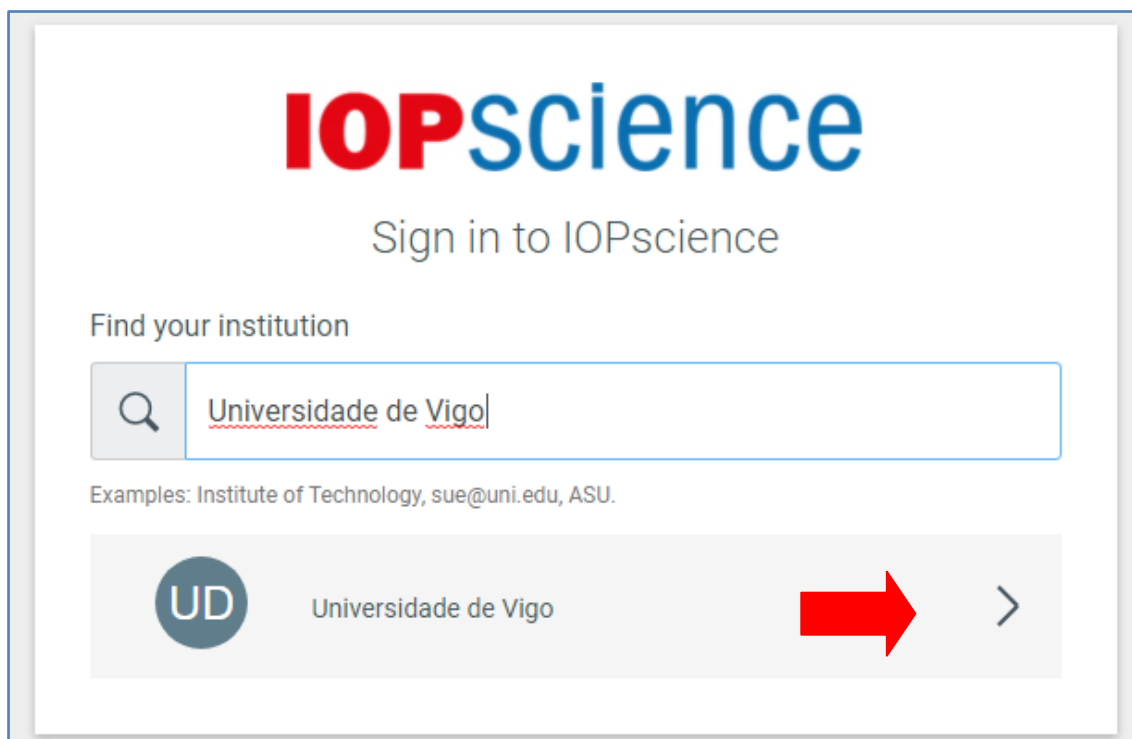 IOPscience
Sign in to IOPscience
Find your institution
Universidade de Vigo
Examples: Institute of Technology, sue@uni.edu, ASU.
UD
Universidade de Vigo